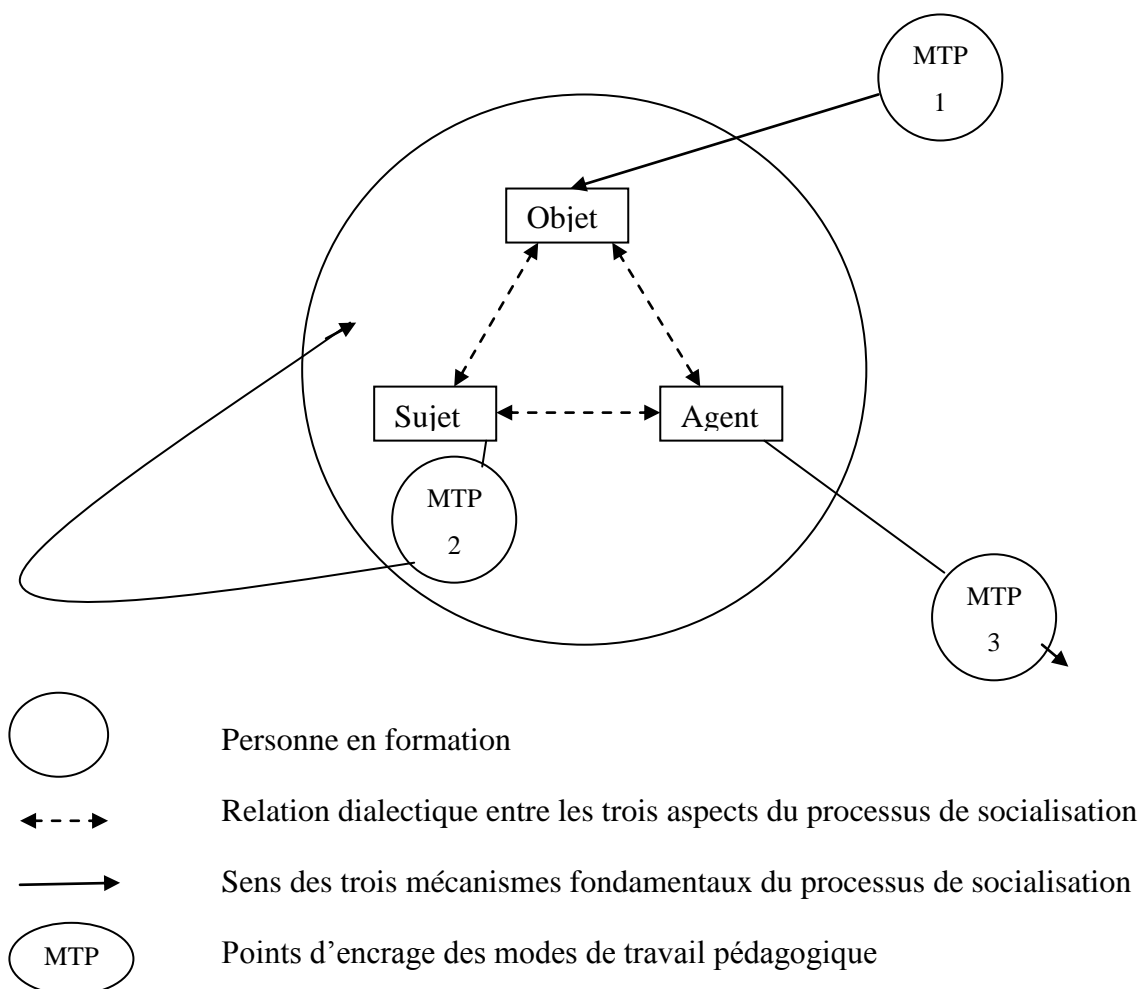 MTP
1
Objet
Sujet
Agent
MTP
2
MTP
3
Personne en formation
Relation dialectique entre les trois aspects du processus de socialisation
Sens des trois mécanismes fondamentaux du processus de socialisation
MTP
Points d'encrage des modes de travail pédagogique